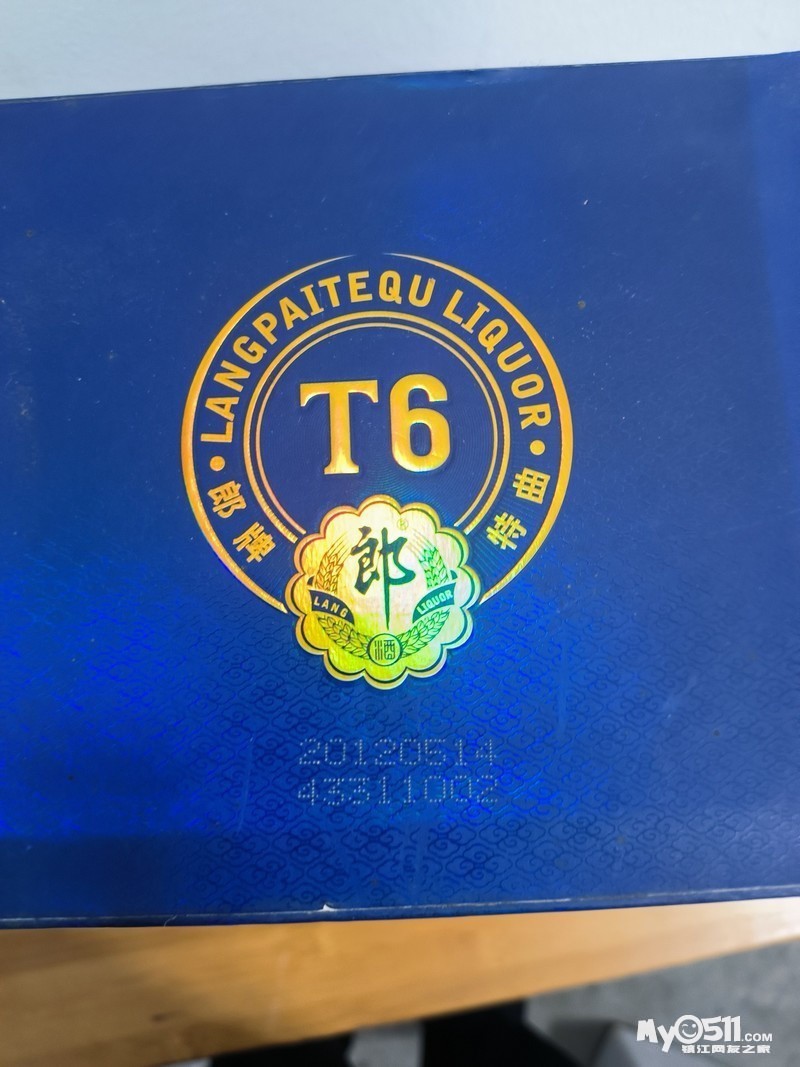 LANGPAITEQU LIQUOR
T6
郎牌 特曲
郎®
LANG LIQUOR
酒
20120514
43311002
MyO511.COM
镇江网友之家